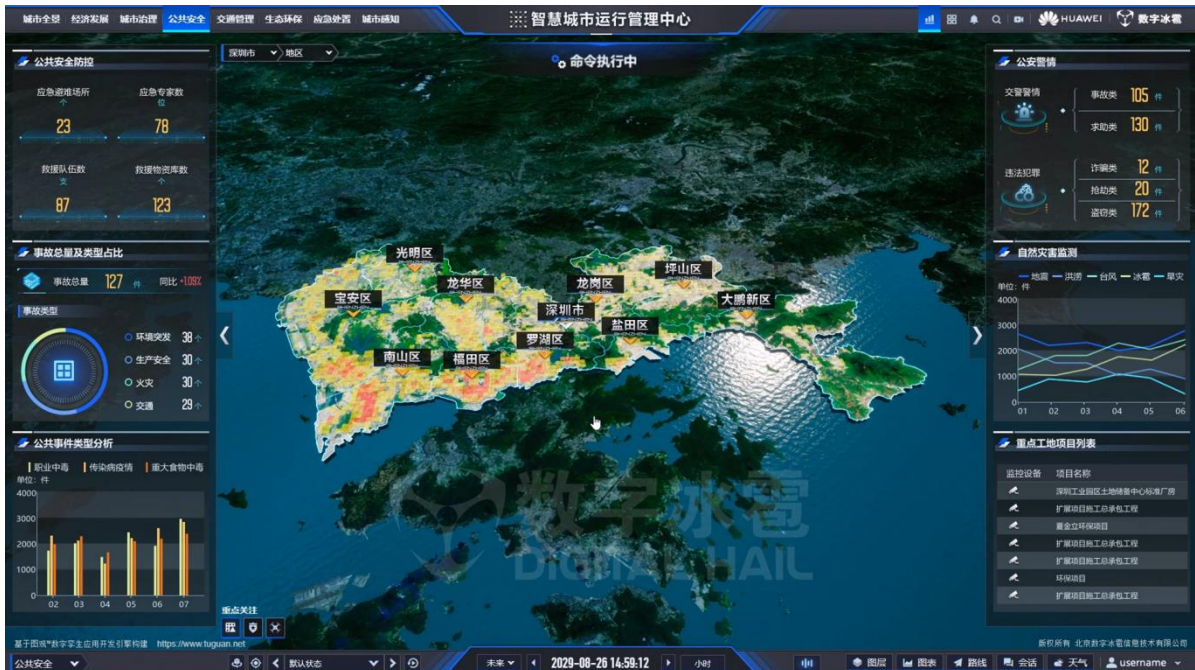 城市全景 经济发展 城市治理 公共安全 交通管理 生态环保 应急处置 城市感知
智慧城市运行管理中心
HUAWEI 数字冰雹
深圳市 地区
命令执行中
公共安全防控
应急避难场所
个
23
应急专家数
位
78
救援队伍数
支
87
救援物资库数
个
123
事故总量及类型占比
事故总量 127 件 同比 +1.09%
事故类型
环境突发 38 个
生产安全 30 个
火灾 30 个
交通 29 个
公共事件类型分析
职业中毒 传染病疫情 重大食物中毒
单位: 件
4000
3000
2000
1000
0
02 03 04 05 06 07
光明区
龙华区
龙岗区
坪山区
宝安区
深圳市
大鹏新区
盐田区
罗湖区
南山区
福田区
数字冰雹
DIGITAL HAIL
公安警情
交警警情
事故类 105 件
求助类 130 件
违法犯罪
诈骗类 12 件
抢劫类 20 件
盗窃类 172 件
自然灾害监测
地震 洪涝 台风 冰雹 旱灾
单位: 件
4000
3000
2000
1000
0
01 02 03 04 05 06
重点工地项目列表
监控设备 项目名称
深圳工业园区土地储备中心标准厂房
扩展项目施工总承包工程
夏金立环保项目
扩展项目施工总承包工程
扩展项目施工总承包工程
环保项目
扩展项目施工总承包工程
重点关注
基于图观™数字孪生应用开发引擎构建 https://www.tuguan.net
版权所有 北京数字冰雹信息技术有限公司
公共安全
默认状态
未来 2029-08-26 14:59:12 小时
图层 图表 路线 会话 天气 username